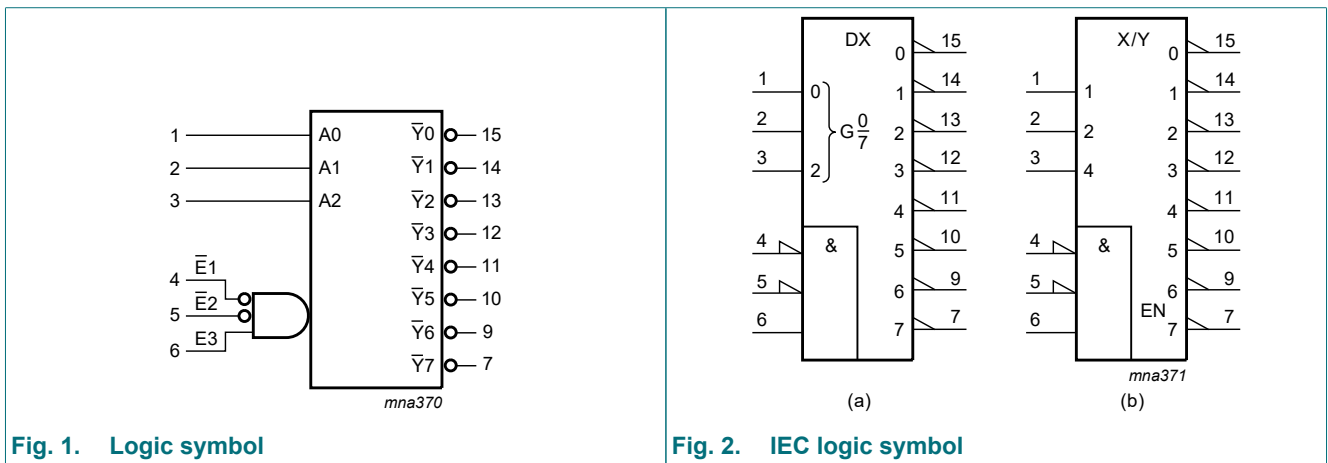 1 A0 Y̅0 15
2 A1 Y̅1 14
3 A2 Y̅2 13
Y̅3 12
Y̅4 11
4 E̅1
Y̅5 10
5 E̅2
Y̅6 9
6 E3
Y̅7 7
mna370
Fig. 1. Logic symbol
DX
0 15
1 0 1 14
2 G 0/7 2 13
3 2 3 12
4 11
4 & 5 10
5 6 9
6 7 7
(a)
X/Y
0 15
1 1 1 14
2 2 2 13
3 4 3 12
4 11
4 & 5 10
5 6 9
EN
6 7 7
mna371
(b)
Fig. 2. IEC logic symbol